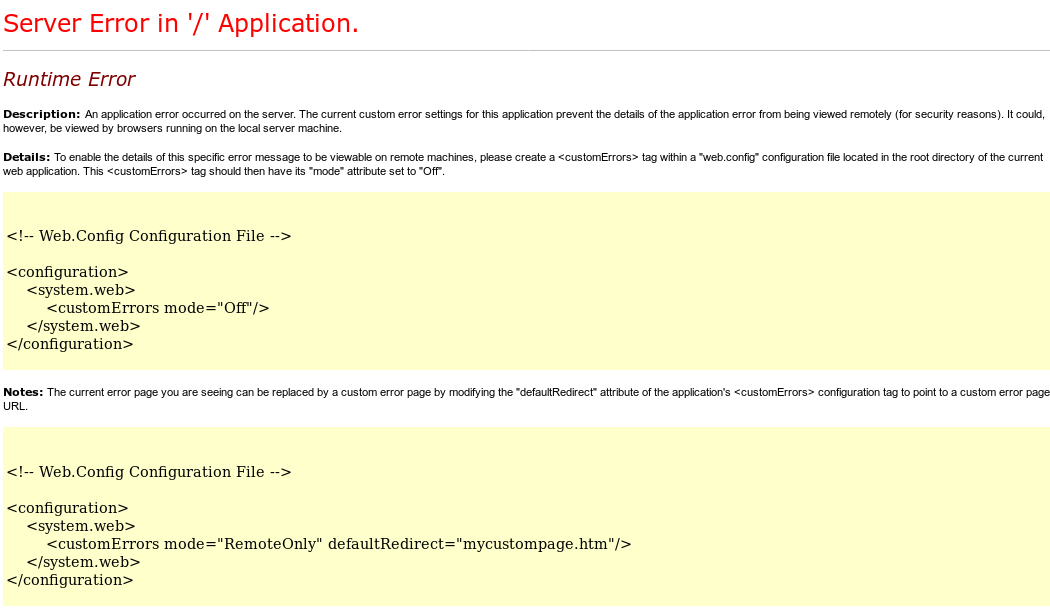 Server Error in '/' Application.
Runtime Error
Description: An application error occurred on the server. The current custom error settings for this application prevent the details of the application error from being viewed remotely (for security reasons). It could,
however, be viewed by browsers running on the local server machine.
Details: To enable the details of this specific error message to be viewable on remote machines, please create a <customErrors> tag within a "web.config" configuration file located in the root directory of the current
web application. This <customErrors> tag should then have its "mode" attribute set to "Off".
<!-- Web.Config Configuration File -->
<configuration>
    <system.web>
        <customErrors mode="Off"/>
    </system.web>
</configuration>
Notes: The current error page you are seeing can be replaced by a custom error page by modifying the "defaultRedirect" attribute of the application's <customErrors> configuration tag to point to a custom error page
URL.
<!-- Web.Config Configuration File -->
<configuration>
    <system.web>
        <customErrors mode="RemoteOnly" defaultRedirect="mycustompage.htm"/>
    </system.web>
</configuration>